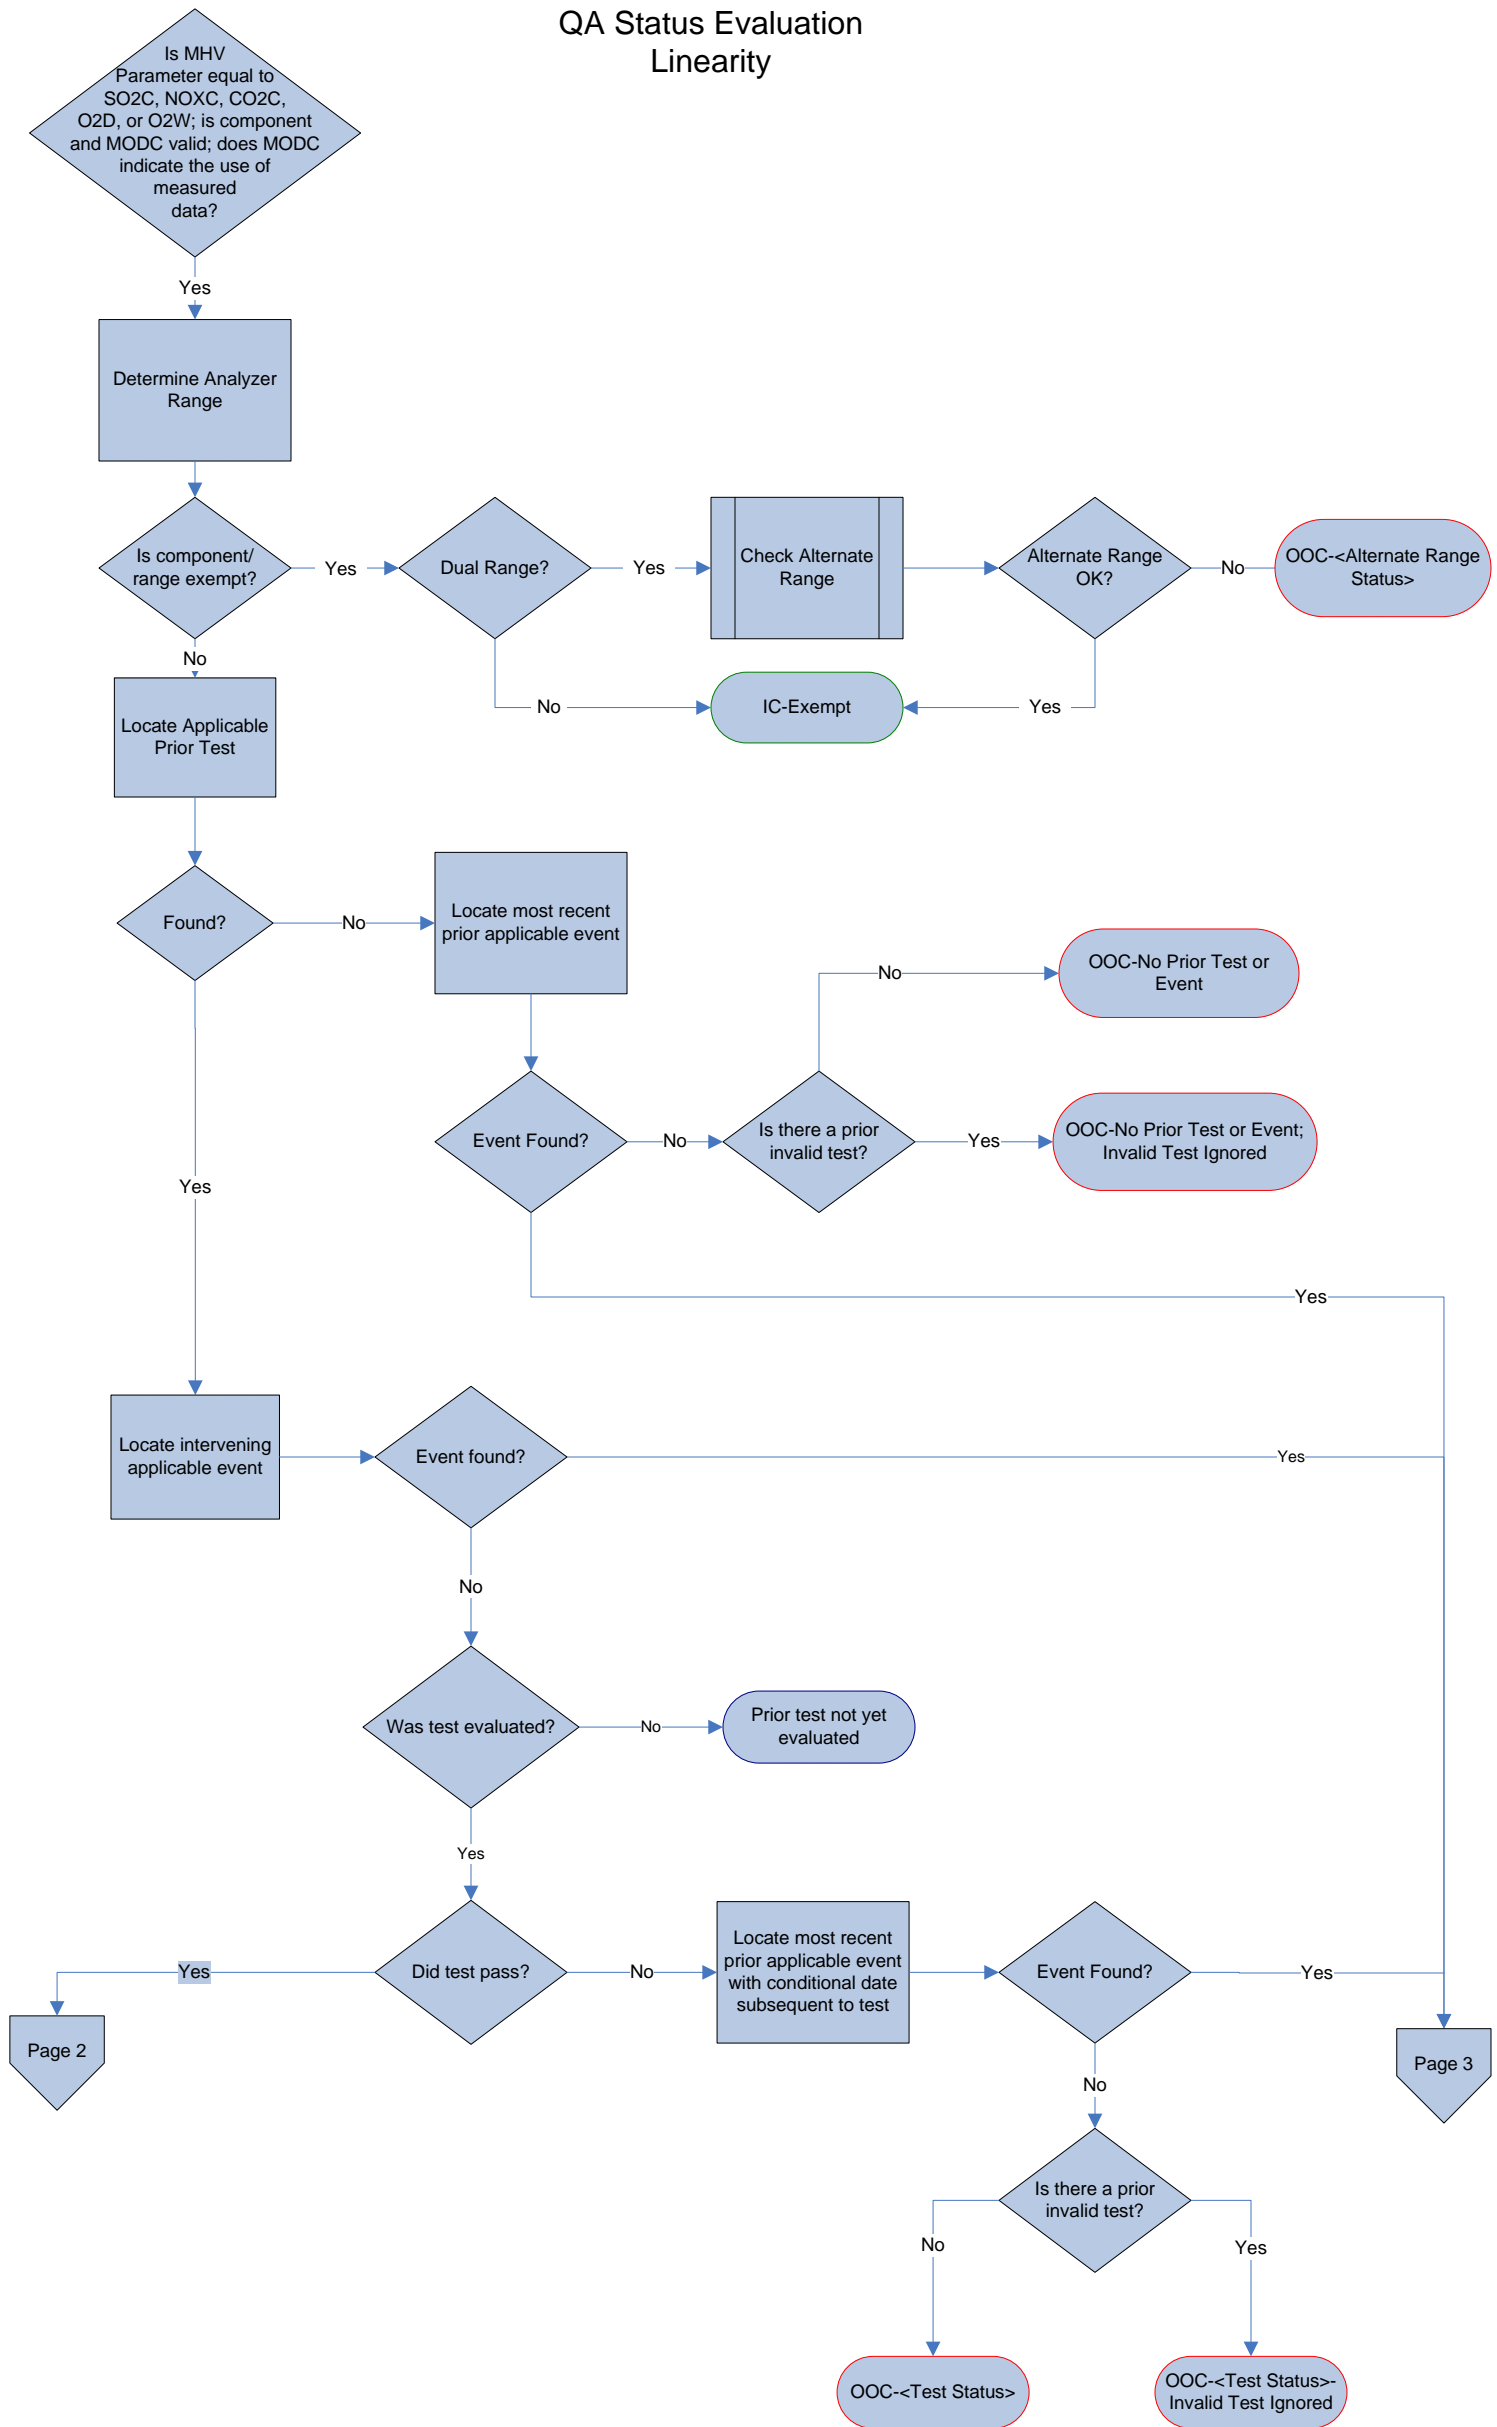 QA Status Evaluation
Linearity
Is MHV
Parameter equal to
SO2C, NOXC, CO2C,
O2D, or O2W; is component
and MODC valid; does MODC
indicate the use of
measured
data?
Yes
Determine Analyzer
Range
Is component/
range exempt?
Yes
Dual Range?
Yes
Check Alternate
Range
Alternate Range
OK?
No
OOC-<Alternate Range
Status>
No
No
IC-Exempt
Yes
Locate Applicable
Prior Test
Found?
No
Locate most recent
prior applicable event
No
OOC-No Prior Test or
Event
Event Found?
No
Is there a prior
invalid test?
Yes
OOC-No Prior Test or Event;
Invalid Test Ignored
Yes
Yes
Locate intervening
applicable event
Event found?
Yes
No
Was test evaluated?
No
Prior test not yet
evaluated
Yes
Yes
Did test pass?
No
Locate most recent
prior applicable event
with conditional date
subsequent to test
Event Found?
Yes
Page 2
Page 3
No
Is there a prior
invalid test?
No
Yes
OOC-<Test Status>
OOC-<Test Status>-
Invalid Test Ignored